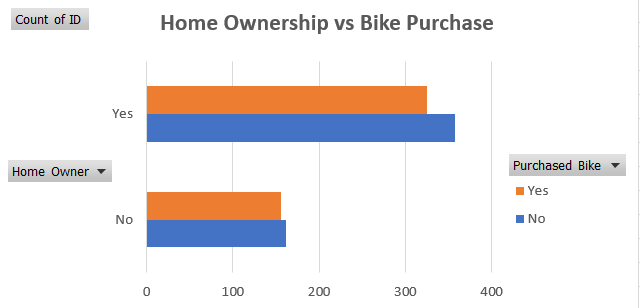 Count of ID
Home Ownership vs Bike Purchase
Yes
Home Owner
No
0 100 200 300 400
Purchased Bike
Yes
No